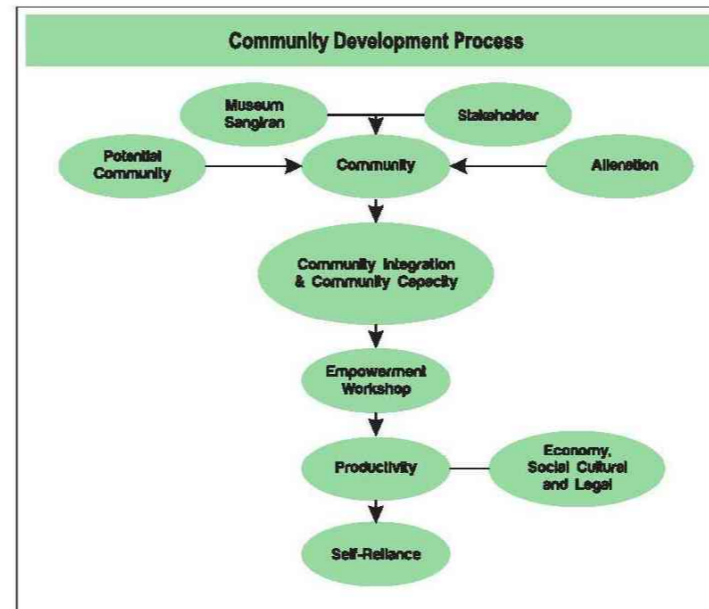 Community Development Process
Museum
Sangiran
Stakeholder
Potential
Community
Community
Alienation
Community Integration
& Community Capacity
Empowerment
Workshop
Productivity
Economy,
Social Cultural
and Legal
Self-Reliance